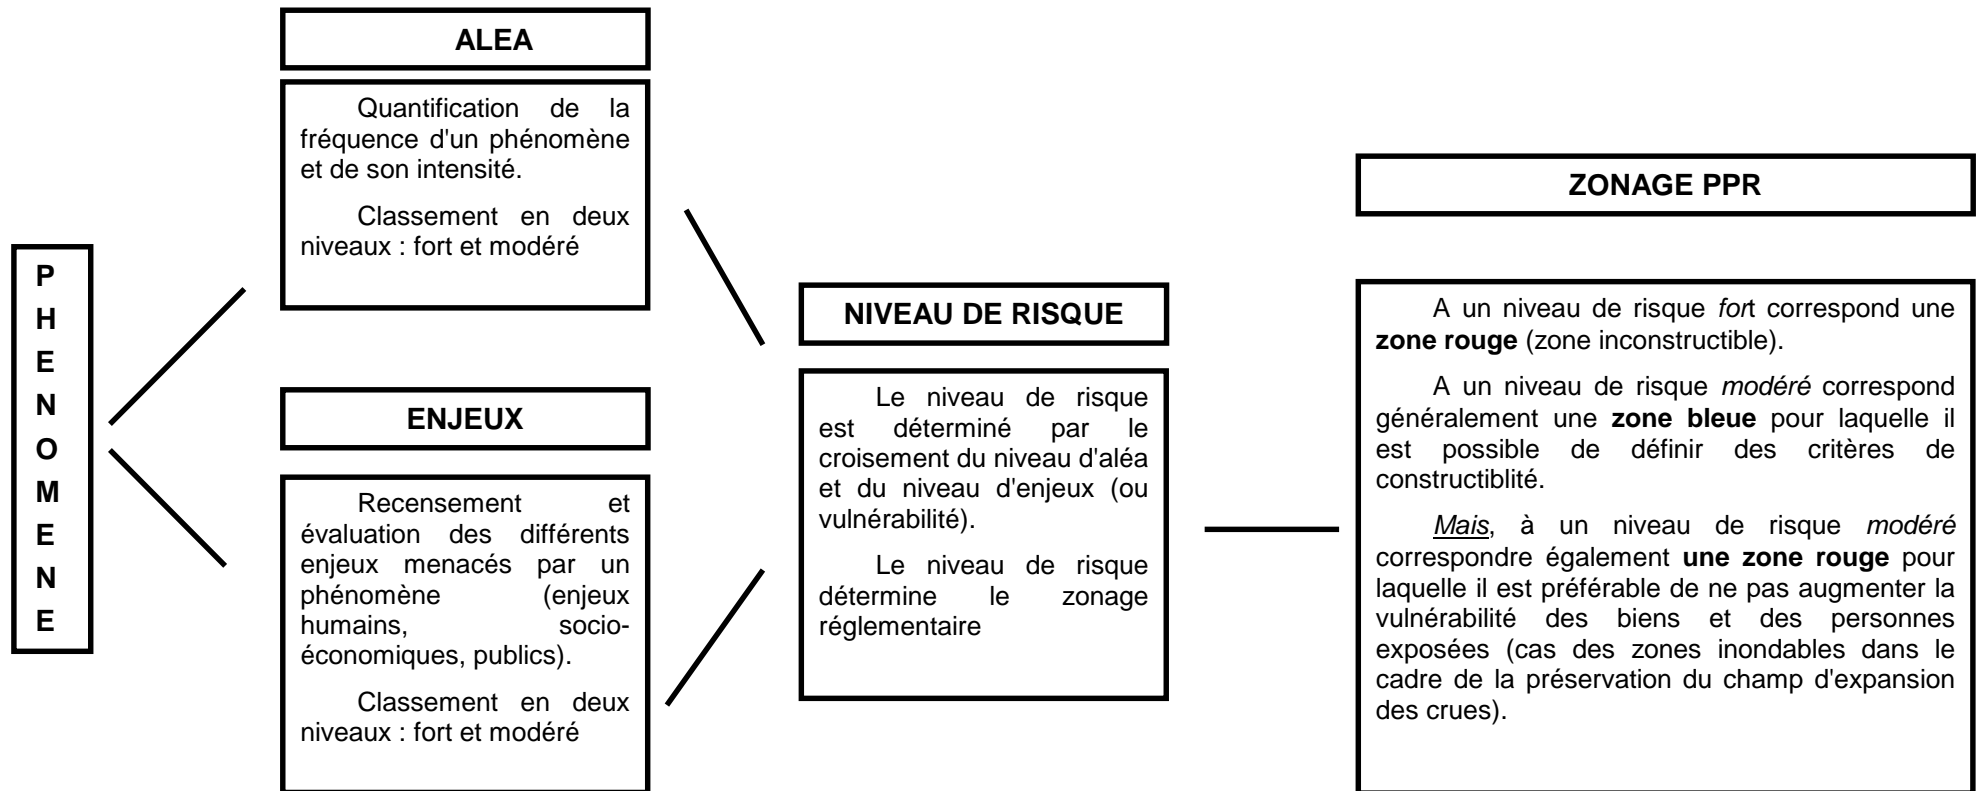 P
H
E
N
O
M
E
N
E
ALEA
Quantification de la
fréquence d'un phénomène
et de son intensité.
Classement en deux
niveaux : fort et modéré
ENJEUX
Recensement et
évaluation des différents
enjeux menacés par un
phénomène (enjeux
humains, socio-
économiques, publics).
Classement en deux
niveaux : fort et modéré
NIVEAU DE RISQUE
Le niveau de risque
est déterminé par le
croisement du niveau d'aléa
et du niveau d'enjeux (ou
vulnérabilité).
Le niveau de risque
détermine le zonage
réglementaire
ZONAGE PPR
A un niveau de risque fort correspond une
zone rouge (zone inconstructible).
A un niveau de risque modéré correspond
généralement une zone bleue pour laquelle il
est possible de définir des critères de
constructiblité.
Mais, à un niveau de risque modéré
correspondre également une zone rouge pour
laquelle il est préférable de ne pas augmenter la
vulnérabilité des biens et des personnes
exposées (cas des zones inondables dans le
cadre de la préservation du champ d'expansion
des crues).